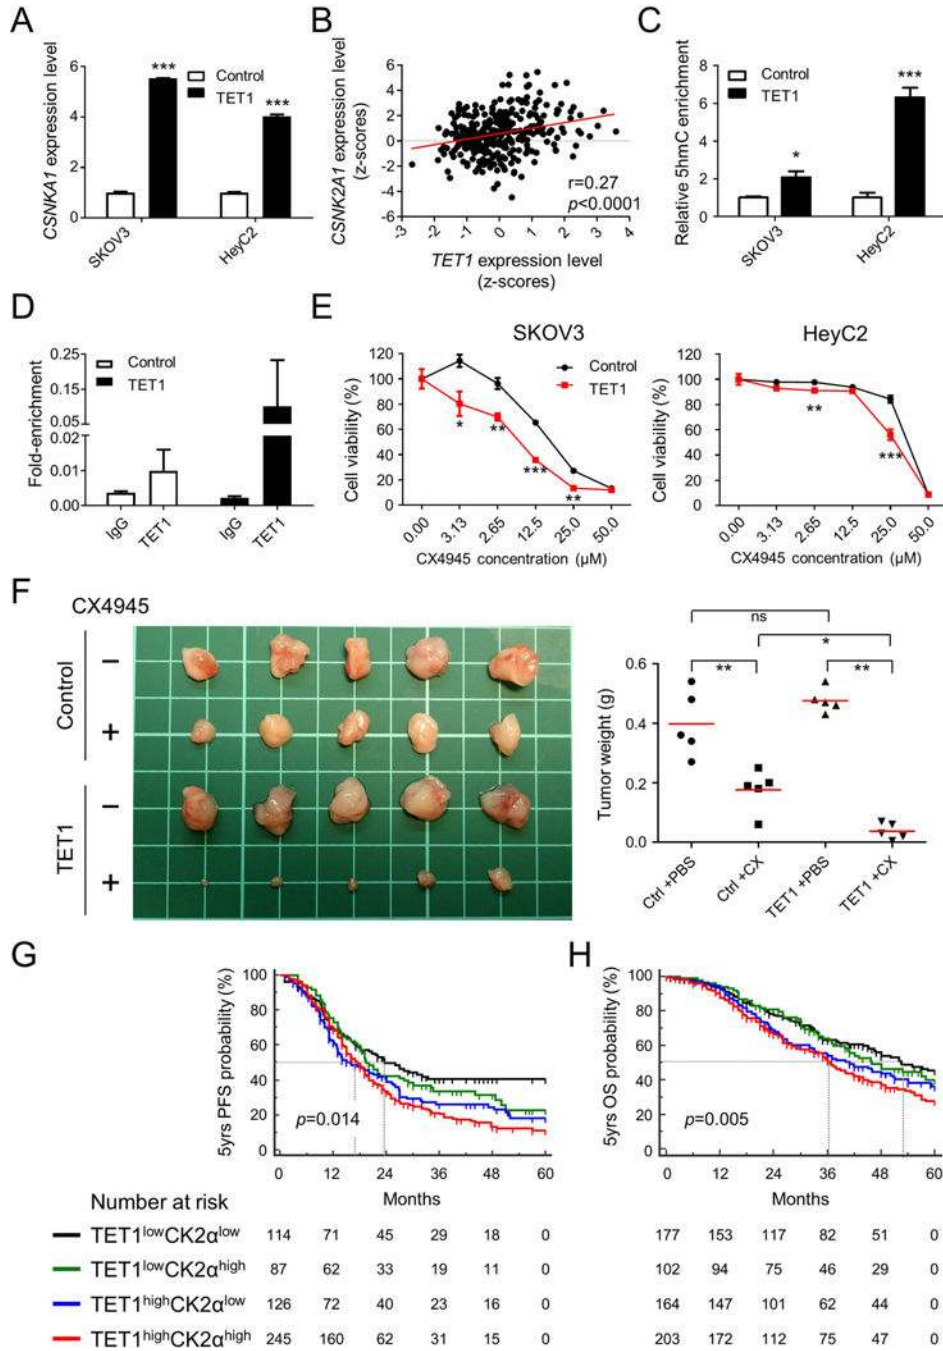 A
CSNKA1 expression level
6
4
2
0
***
***
Control
TET1
SKOV3
HeyC2
B
CSNK2A1 expression level
(z-scores)
6
4
2
0
-2
-4
-6
r=0.27
p<0.0001
-3 -2 -1 0 1 2 3 4
TET1 expression level
(z-scores)
C
Relative 5hmC enrichment
8
6
4
2
0
Control
TET1
*
***
SKOV3
HeyC2
D
Fold-enrichment
0.25
0.15
0.05
0.02
0.01
0.00
Control
TET1
IgG
TET1
IgG
TET1
E
SKOV3
Cell viability (%)
120
100
80
60
40
20
0
Control
TET1
*
**
***
**
0.00 3.13 2.65 12.5 25.0 50.0
CX4945 concentration (µM)
HeyC2
Cell viability (%)
120
100
80
60
40
20
0
**
***
0.00 3.13 2.65 12.5 25.0 50.0
CX4945 concentration (µM)
F
CX4945
Control
−
+
TET1
−
+
ns
*
**
**
Tumor weight (g)
0.6
0.4
0.2
0.0
Ctrl +PBS
Ctrl +CX
TET1 +PBS
TET1 +CX
G
5yrs PFS probability (%)
100
80
60
40
20
0
p=0.014
0 12 24 36 48 60
Months
H
5yrs OS probability (%)
100
80
60
40
20
0
p=0.005
0 12 24 36 48 60
Months
Number at risk
TET1lowCK2αlow 114 71 45 29 18 0 177 153 117 82 51 0
TET1lowCK2αhigh 87 62 33 19 11 0 102 94 75 46 29 0
TET1highCK2αlow 126 72 40 23 16 0 164 147 101 62 44 0
TET1highCK2αhigh 245 160 62 31 15 0 203 172 112 75 47 0